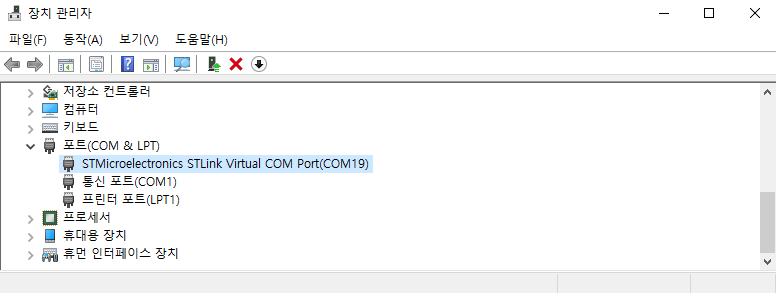 장치 관리자
파일(F) 동작(A) 보기(V) 도움말(H)
저장소 컨트롤러
컴퓨터
키보드
포트(COM & LPT)
STMicroelectronics STLink Virtual COM Port(COM19)
통신 포트(COM1)
프린터 포트(LPT1)
프로세서
휴대용 장치
휴먼 인터페이스 장치